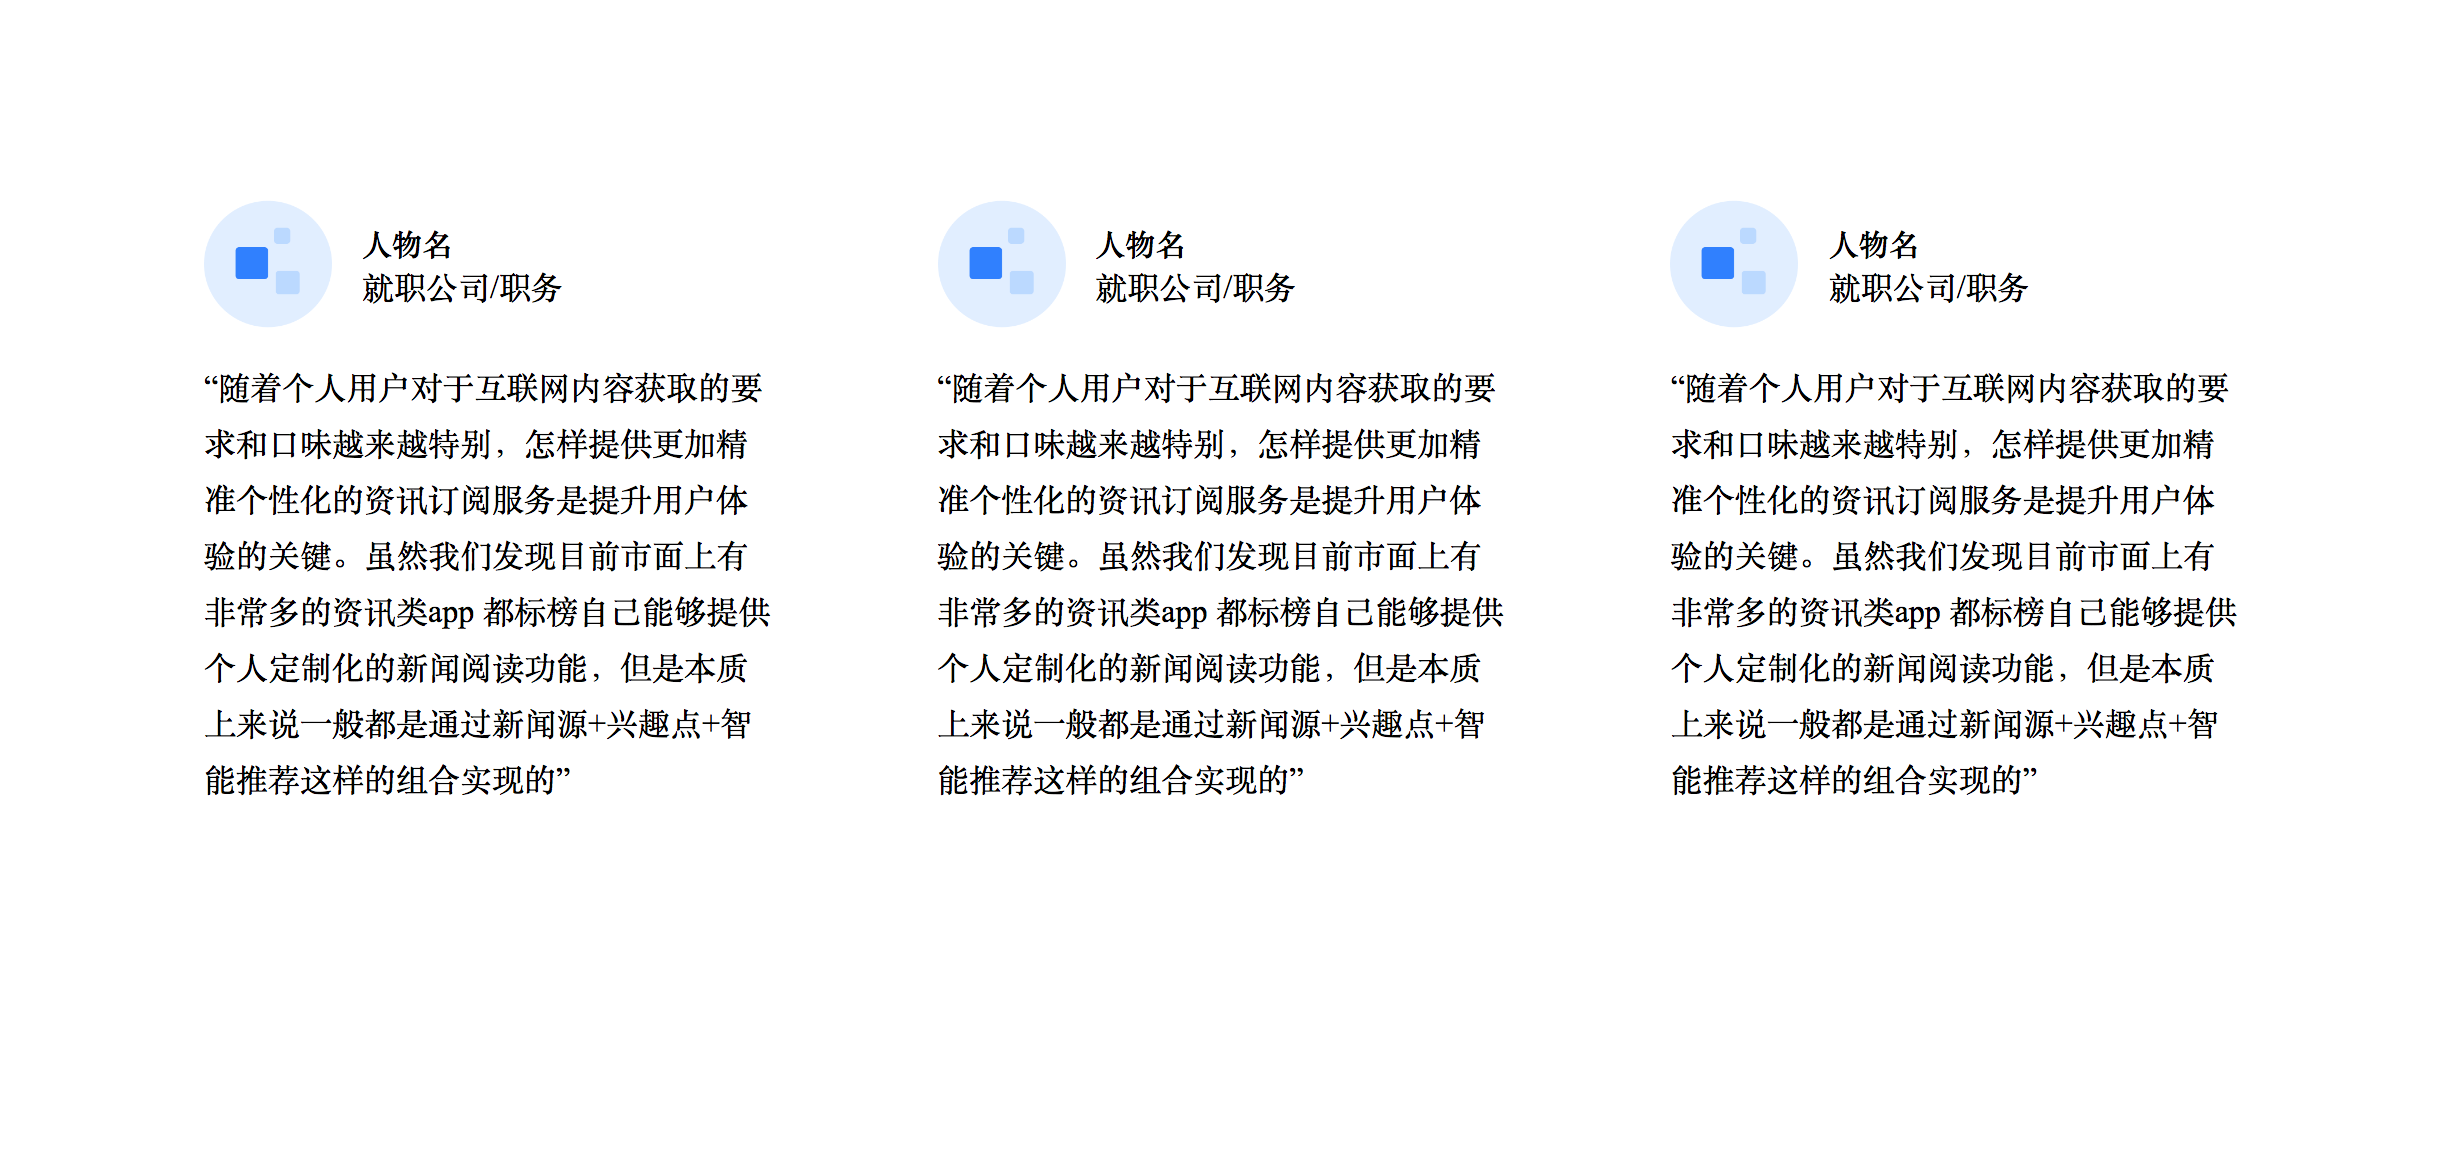 人物名
就职公司/职务
“随着个人用户对于互联网内容获取的要
求和口味越来越特别，怎样提供更加精
准个性化的资讯订阅服务是提升用户体
验的关键。虽然我们发现目前市面上有
非常多的资讯类app 都标榜自己能够提供
个人定制化的新闻阅读功能，但是本质
上来说一般都是通过新闻源+兴趣点+智
能推荐这样的组合实现的”
人物名
就职公司/职务
“随着个人用户对于互联网内容获取的要
求和口味越来越特别，怎样提供更加精
准个性化的资讯订阅服务是提升用户体
验的关键。虽然我们发现目前市面上有
非常多的资讯类app 都标榜自己能够提供
个人定制化的新闻阅读功能，但是本质
上来说一般都是通过新闻源+兴趣点+智
能推荐这样的组合实现的”
人物名
就职公司/职务
“随着个人用户对于互联网内容获取的要
求和口味越来越特别，怎样提供更加精
准个性化的资讯订阅服务是提升用户体
验的关键。虽然我们发现目前市面上有
非常多的资讯类app 都标榜自己能够提供
个人定制化的新闻阅读功能，但是本质
上来说一般都是通过新闻源+兴趣点+智
能推荐这样的组合实现的”